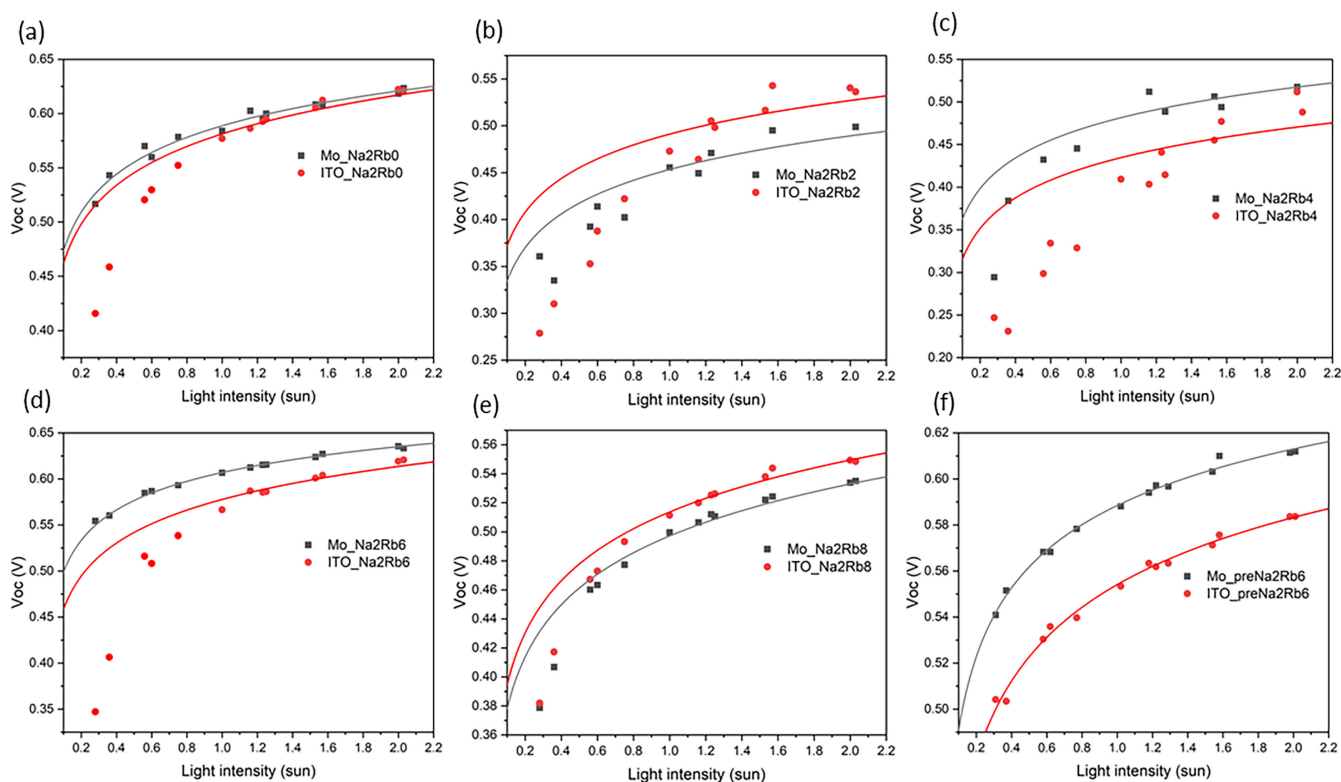 (a)
0.65
0.60
0.55
0.50
0.45
0.40
Voc (V)
Mo_Na2Rb0
ITO_Na2Rb0
0.2 0.4 0.6 0.8 1.0 1.2 1.4 1.6 1.8 2.0 2.2
Light intensity (sun)
(b)
0.55
0.50
0.45
0.40
0.35
0.30
0.25
Voc (V)
Mo_Na2Rb2
ITO_Na2Rb2
0.2 0.4 0.6 0.8 1.0 1.2 1.4 1.6 1.8 2.0 2.2
Light intensity (sun)
(c)
0.55
0.50
0.45
0.40
0.35
0.30
0.25
0.20
Voc (V)
Mo_Na2Rb4
ITO_Na2Rb4
0.2 0.4 0.6 0.8 1.0 1.2 1.4 1.6 1.8 2.0 2.2
Light intensity (sun)
(d)
0.65
0.60
0.55
0.50
0.45
0.40
0.35
Voc (V)
Mo_Na2Rb6
ITO_Na2Rb6
0.2 0.4 0.6 0.8 1.0 1.2 1.4 1.6 1.8 2.0 2.2
Light intensity (sun)
(e)
0.56
0.54
0.52
0.50
0.48
0.46
0.44
0.42
0.40
0.38
0.36
Voc (V)
Mo_Na2Rb8
ITO_Na2Rb8
0.2 0.4 0.6 0.8 1.0 1.2 1.4 1.6 1.8 2.0 2.2
Light intensity (sun)
(f)
0.62
0.60
0.58
0.56
0.54
0.52
0.50
Voc (V)
Mo_preNa2Rb6
ITO_preNa2Rb6
0.2 0.4 0.6 0.8 1.0 1.2 1.4 1.6 1.8 2.0 2.2
Light intensity (sun)